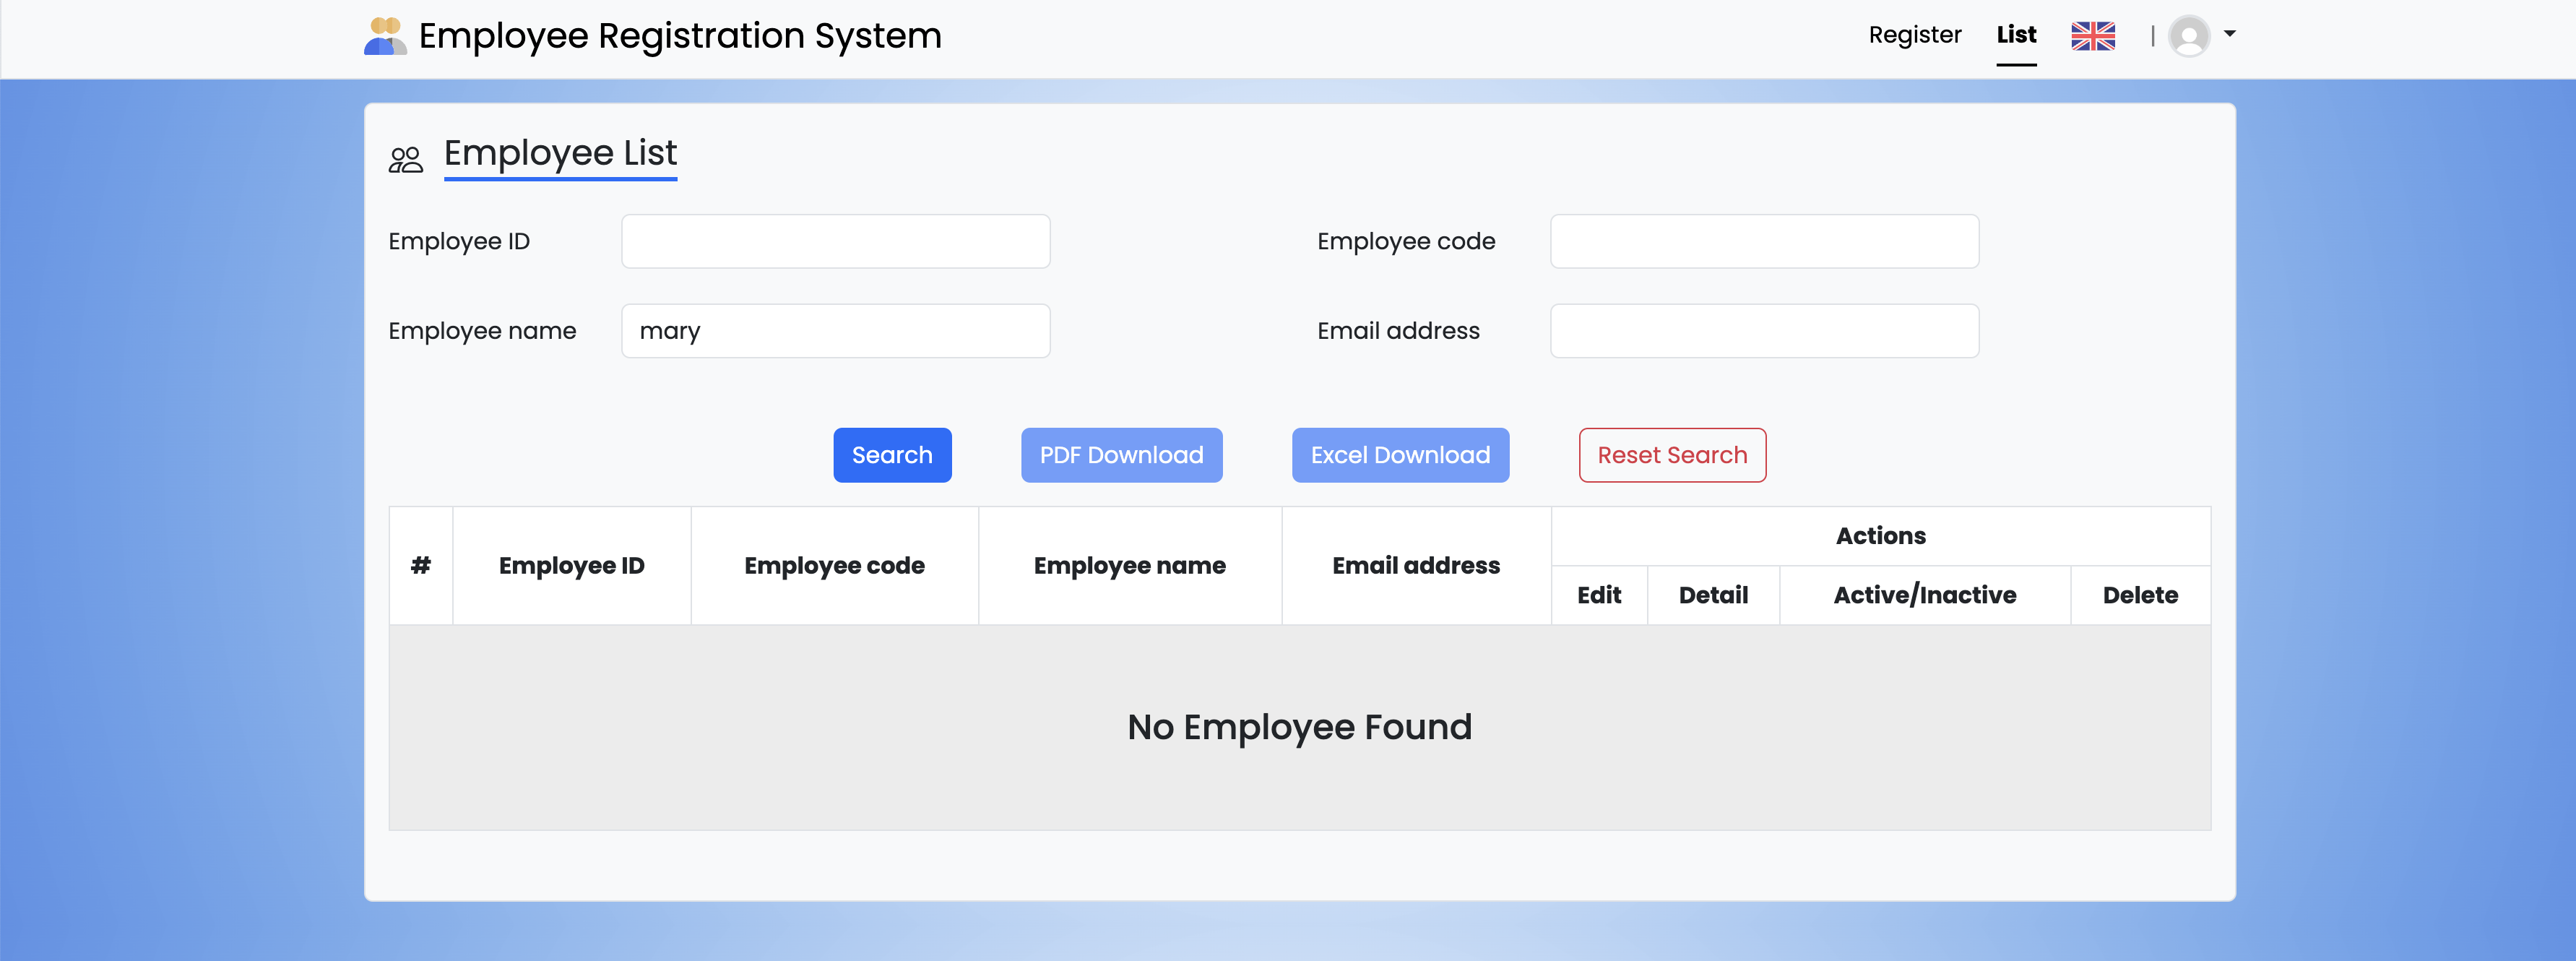 Employee Registration System
Register List |
Employee List
Employee ID
Employee code
Employee name mary
Email address
Search PDF Download Excel Download Reset Search
# Employee ID Employee code Employee name Email address Actions
Edit Detail Active/Inactive Delete
No Employee Found